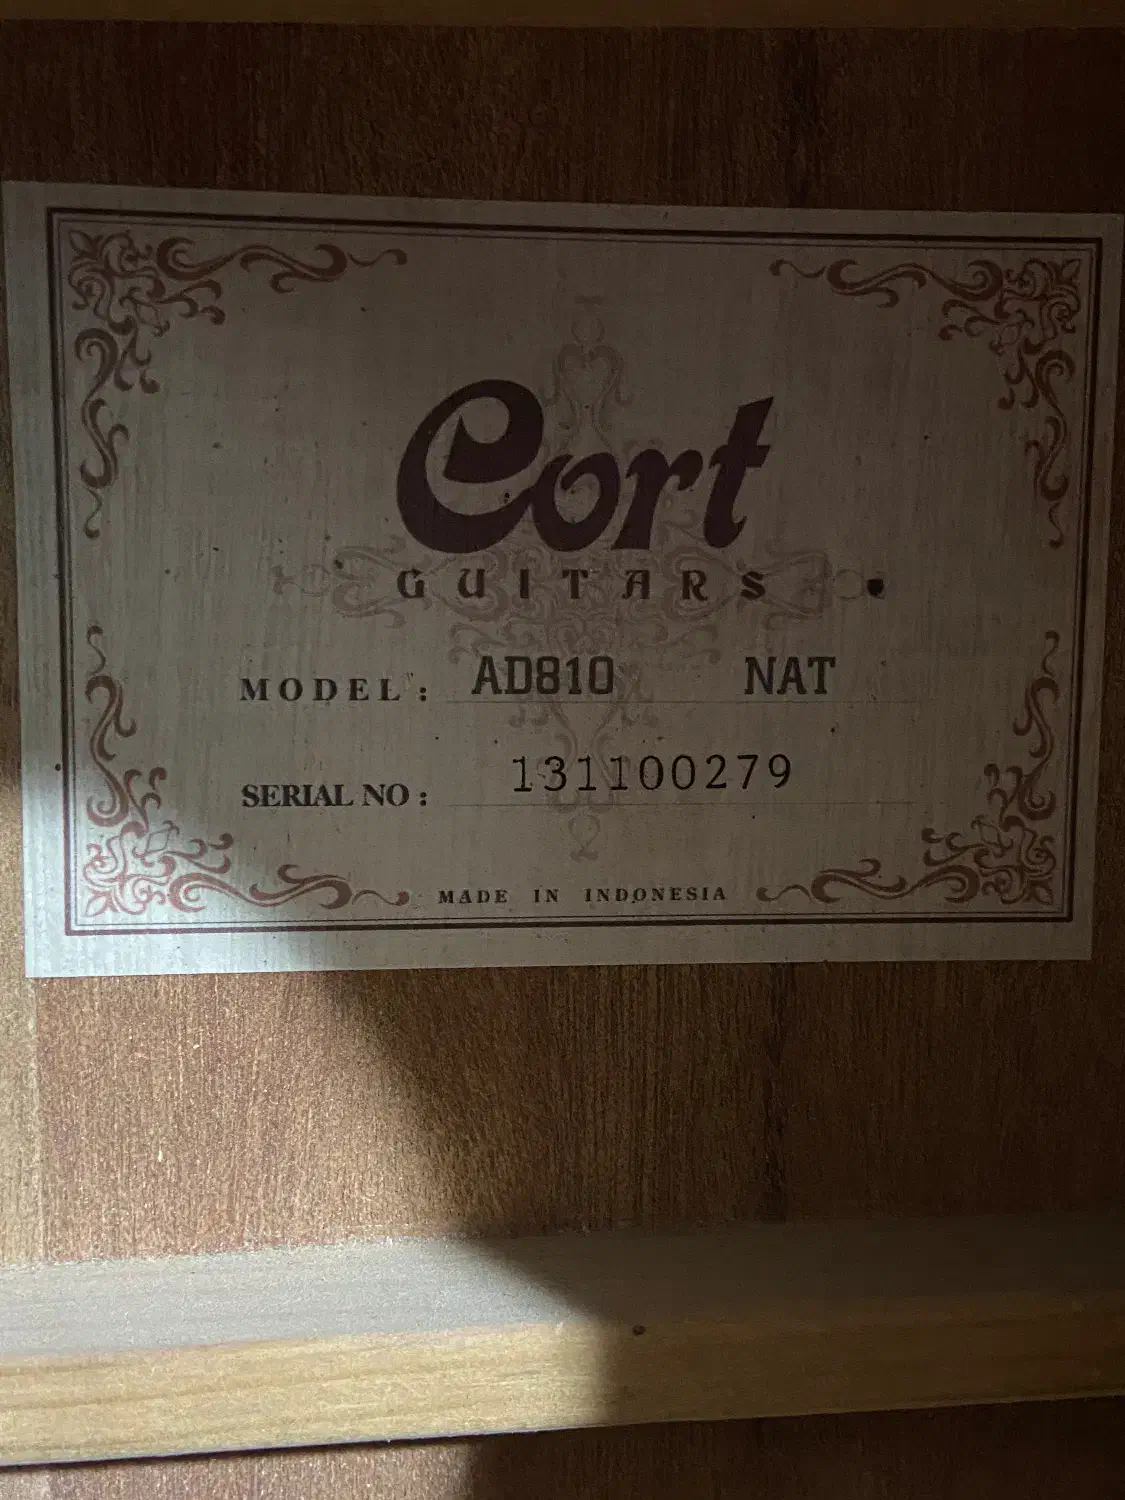 Cort
GUITARS
MODEL : AD810 NAT
SERIAL NO : 131100279
MADE IN INDONESIA